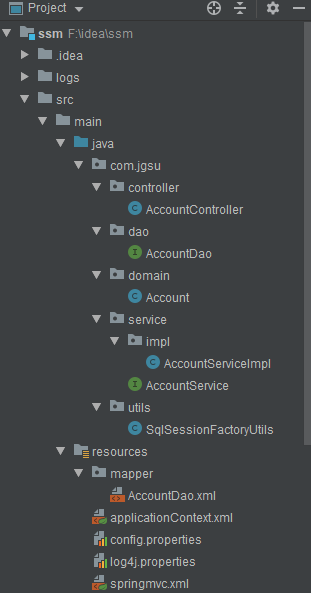 Project
ssm F:\idea\ssm
.idea
logs
src
main
java
com.jgsu
controller
AccountController
dao
AccountDao
domain
Account
service
impl
AccountServiceImpl
AccountService
utils
SqlSessionFactoryUtils
resources
mapper
AccountDao.xml
applicationContext.xml
config.properties
log4j.properties
springmvc.xml